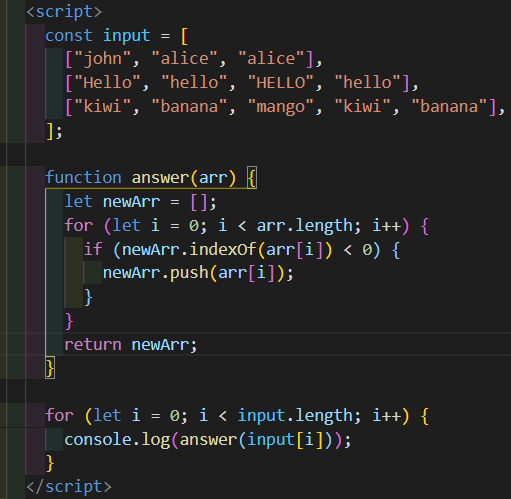 <script>
const input = [
["john", "alice", "alice"],
["Hello", "hello", "HELLO", "hello"],
["kiwi", "banana", "mango", "kiwi", "banana"],
];
function answer(arr) {
let newArr = [];
for (let i = 0; i < arr.length; i++) {
if (newArr.indexOf(arr[i]) < 0) {
newArr.push(arr[i]);
}
}
return newArr;
}
for (let i = 0; i < input.length; i++) {
console.log(answer(input[i]));
}
</script>